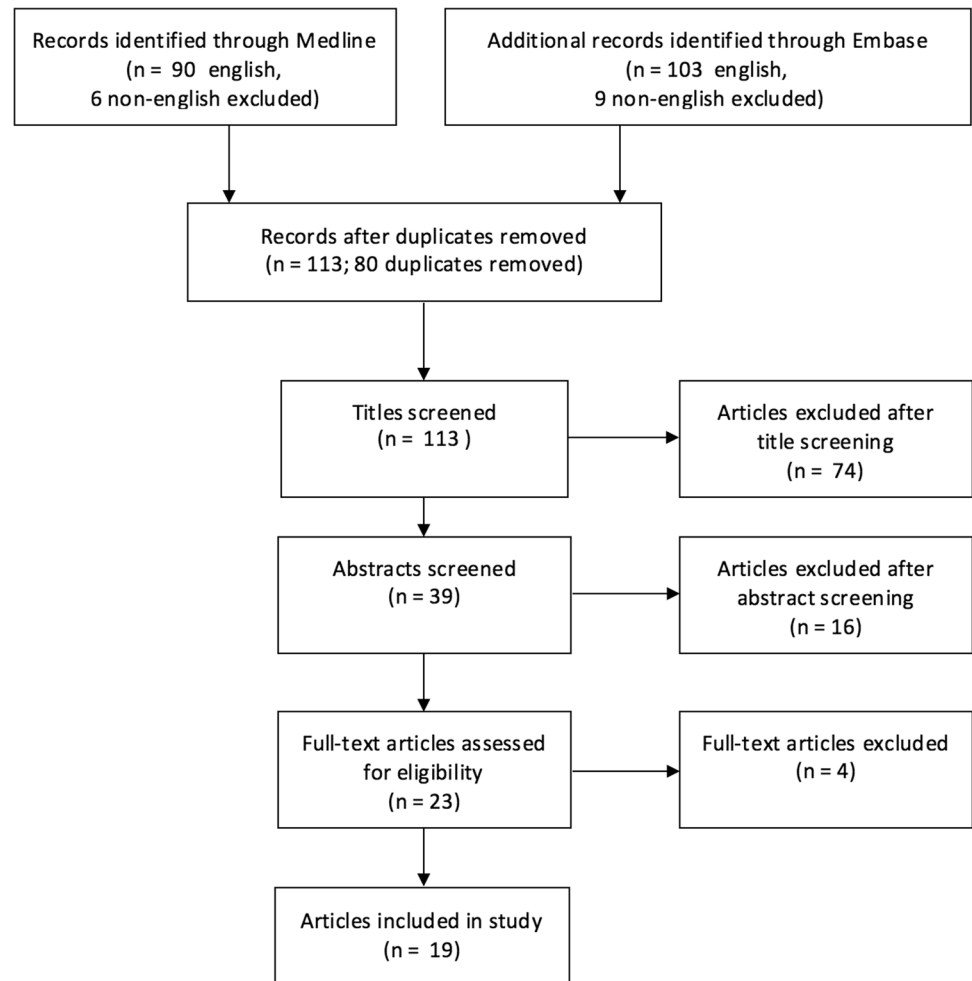 Records identified through Medline
(n = 90 english,
6 non-english excluded)
Additional records identified through Embase
(n = 103 english,
9 non-english excluded)
Records after duplicates removed
(n = 113; 80 duplicates removed)
Titles screened
(n = 113 )
Articles excluded after
title screening
(n = 74)
Abstracts screened
(n = 39)
Articles excluded after
abstract screening
(n = 16)
Full-text articles assessed
for eligibility
(n = 23)
Full-text articles excluded
(n = 4)
Articles included in study
(n = 19)